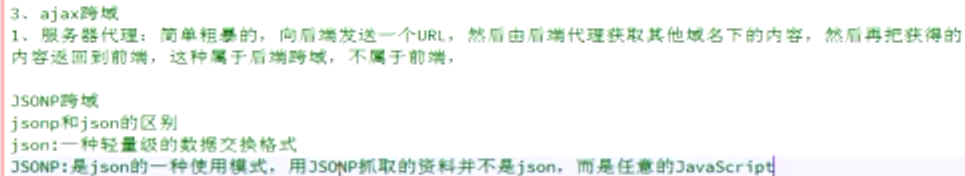 3、ajax跨域
1、服务器代理：简单粗暴的，向后端发送一个URL，然后由后端代理获取其他域名下的内容，然后再把获得的
内容返回到前端，这种属于后端跨域，不属于前端，
JSONP跨域
jsonp和json的区别
json:一种轻量级的数据交换格式
JSONP:是json的一种使用模式，用JSONP抓取的资料并不是json，而是任意的JavaScript